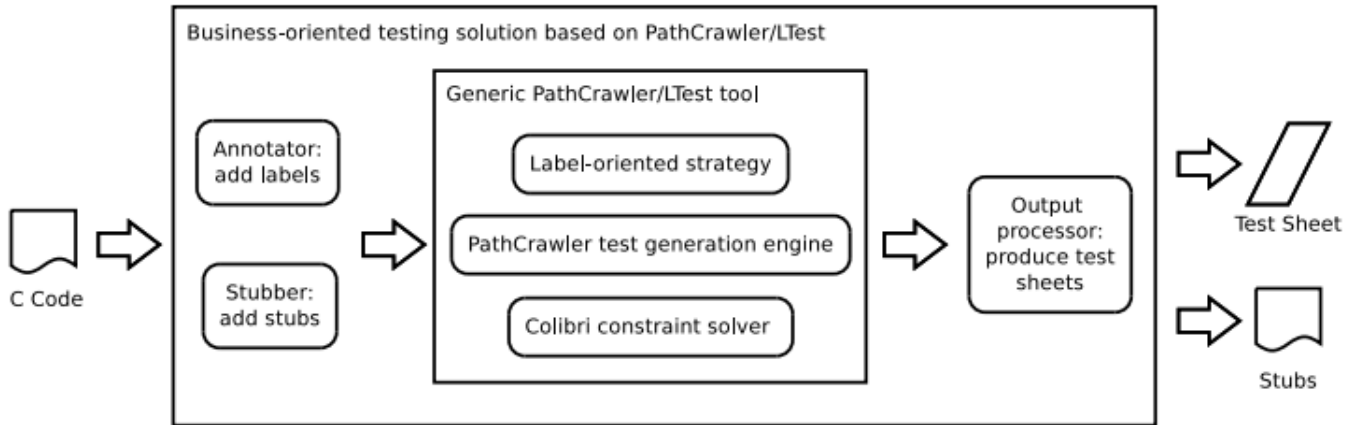 Business-oriented testing solution based on PathCrawler/LTest
Generic PathCrawler/LTest tool
Annotator:
add labels
Stubber:
add stubs
Label-oriented strategy
PathCrawler test generation engine
Colibri constraint solver
Output
processor:
produce test
sheets
C Code
Test Sheet
Stubs